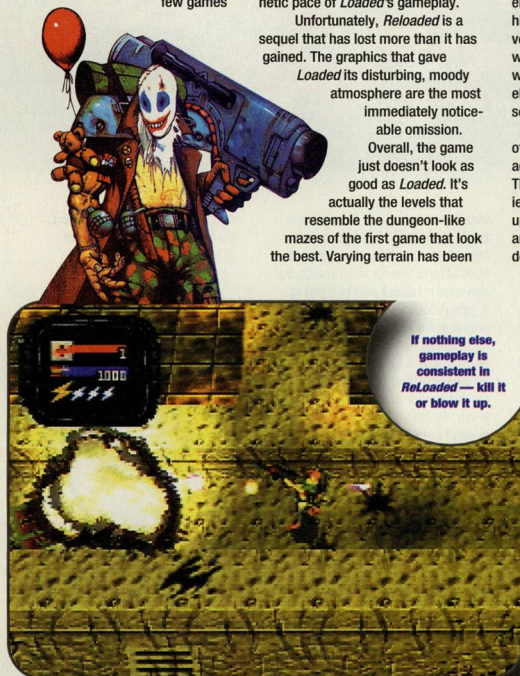 few games
netic pace of Loaded's gameplay.
Unfortunately, Reloaded is a
sequel that has lost more than it has
gained. The graphics that gave
Loaded its disturbing, moody
atmosphere are the most
immediately notice-
able omission.
Overall, the game
just doesn't look as
good as Loaded. It's
actually the levels that
resemble the dungeon-like
mazes of the first game that look
the best. Varying terrain has been
1
1000
If nothing else,
gameplay is
consistent in
ReLoaded — kill it
or blow it up.